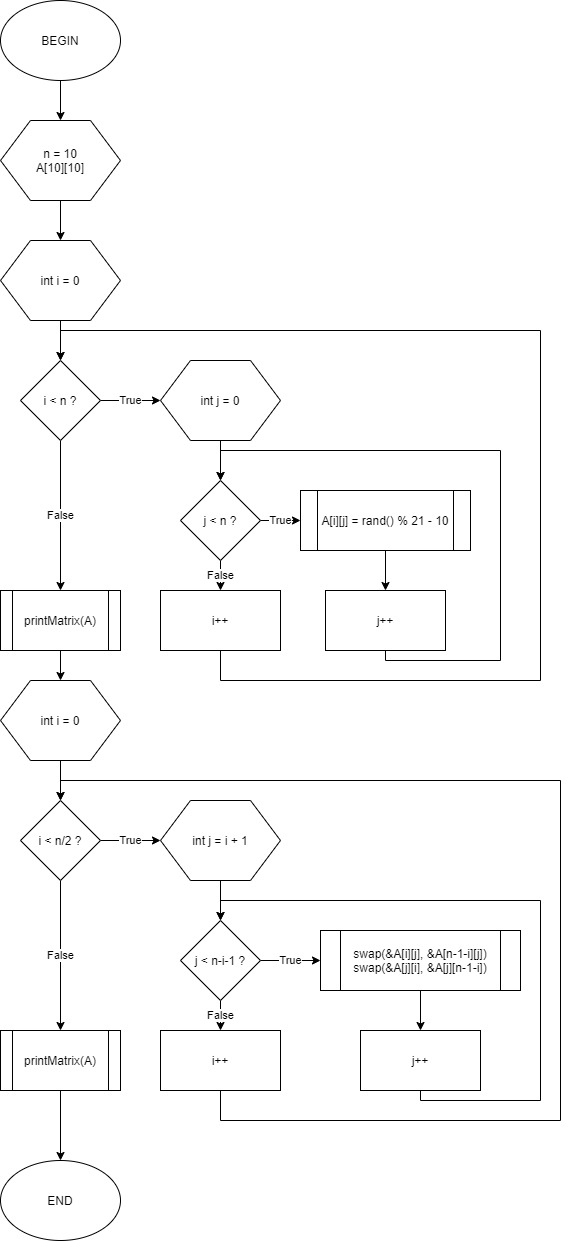 BEGIN
n = 10
A[10][10]
int i = 0
i < n ?
True
int j = 0
j < n ?
True
A[i][j] = rand() % 21 - 10
False
False
printMatrix(A)
i++
j++
int i = 0
i < n/2 ?
True
int j = i + 1
j < n-i-1 ?
True
swap(&A[i][j], &A[n-1-i][j])
swap(&A[j][i], &A[j][n-1-i])
False
False
printMatrix(A)
i++
j++
END